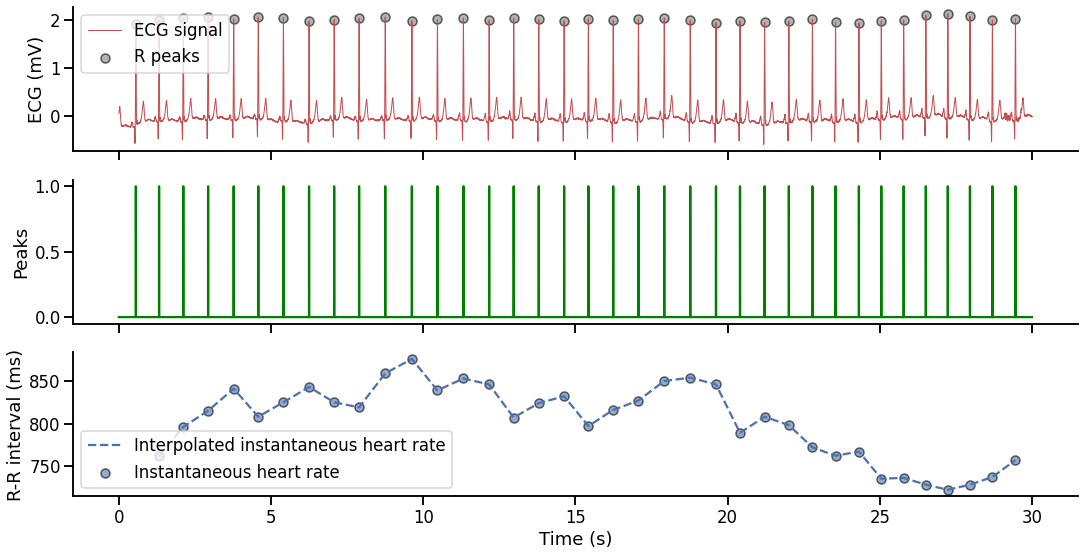 ECG (mV)
2
1
0
ECG signal
R peaks
Peaks
1.0
0.5
0.0
R-R interval (ms)
850
800
750
Interpolated instantaneous heart rate
Instantaneous heart rate
0 5 10 15 20 25 30
Time (s)